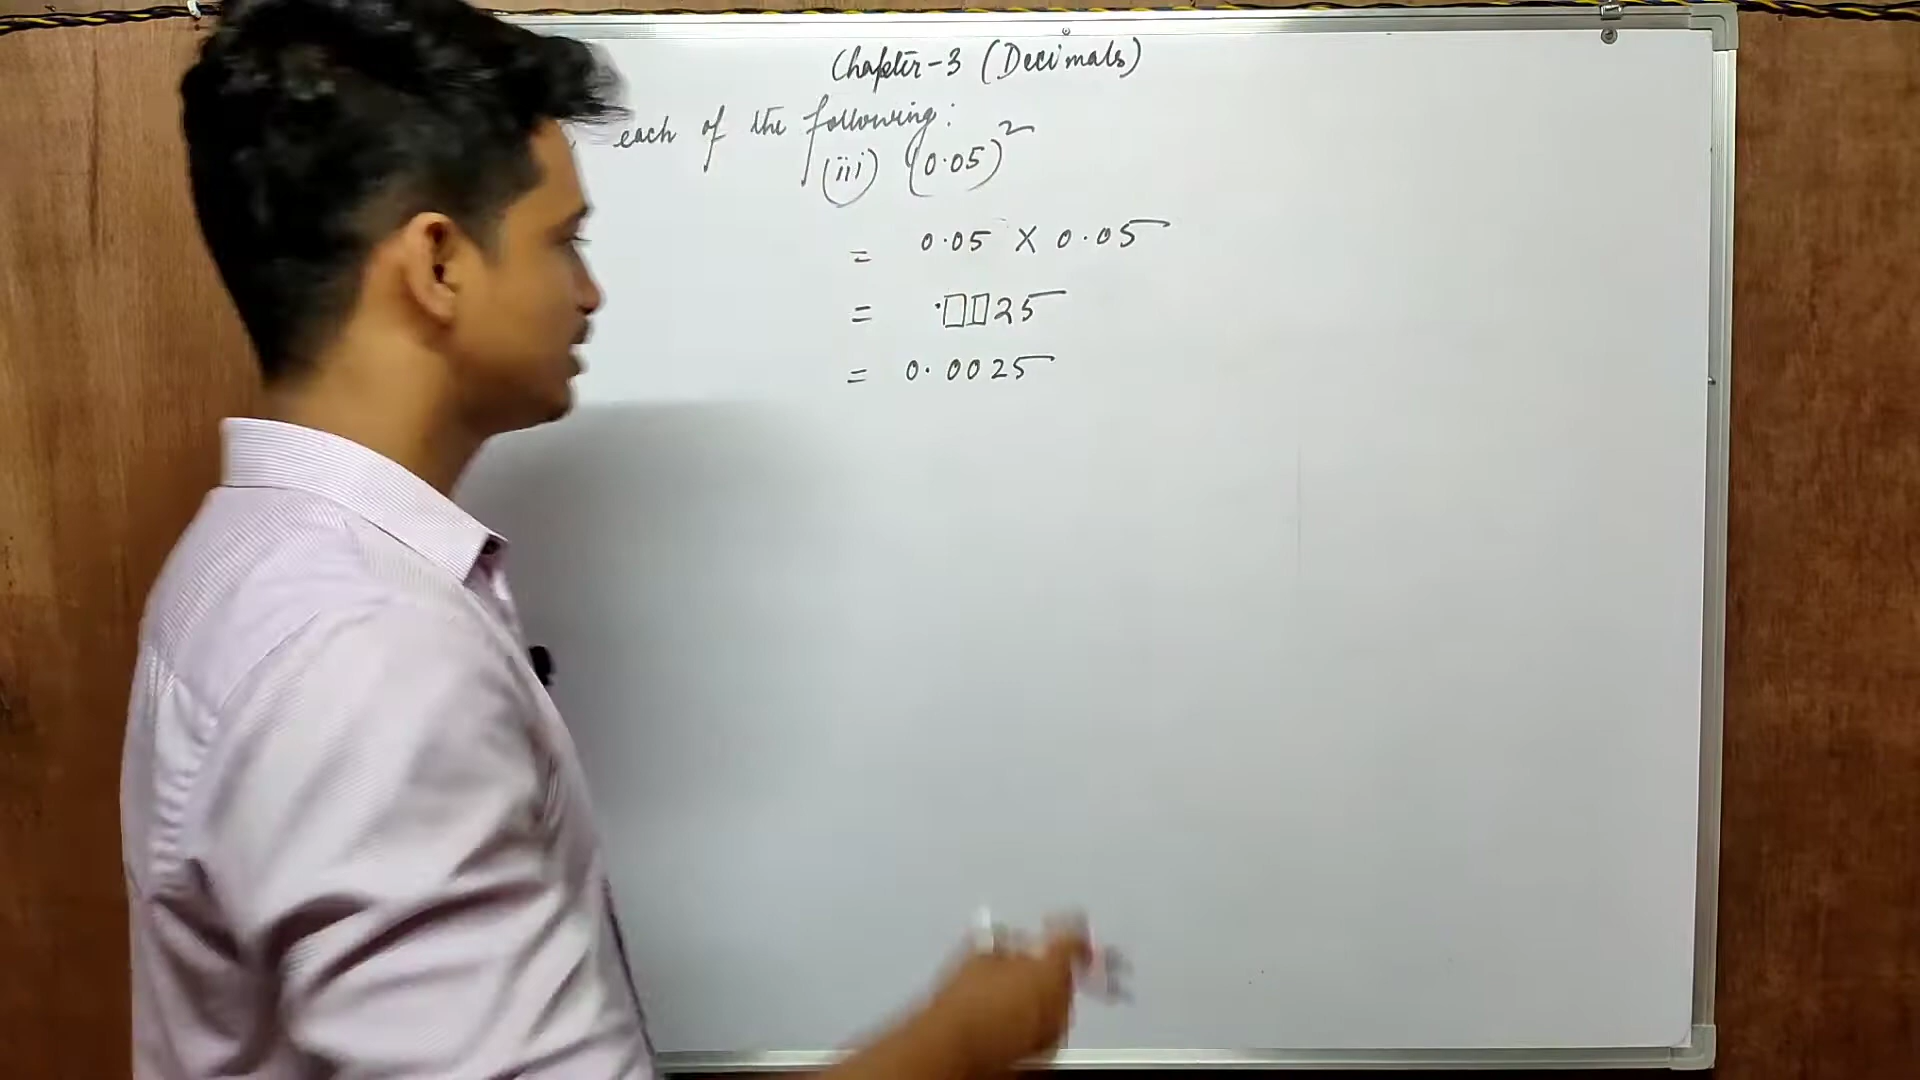 Chapter-3 (Decimals)
each of the following:
(iii) (0.05)²
= 0.05 × 0.05
= .□□25
= 0.0025